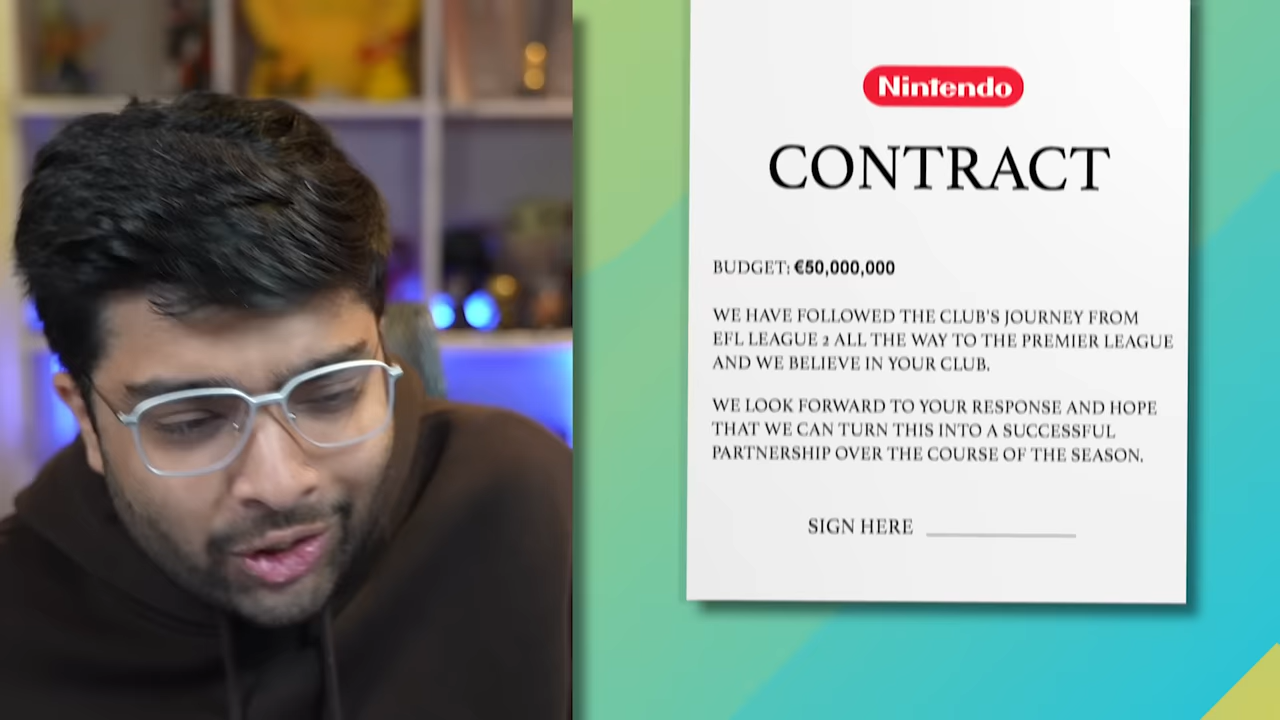 Nintendo
CONTRACT
BUDGET: €50,000,000
WE HAVE FOLLOWED THE CLUB'S JOURNEY FROM
EFL LEAGUE 2 ALL THE WAY TO THE PREMIER LEAGUE
AND WE BELIEVE IN YOUR CLUB.
WE LOOK FORWARD TO YOUR RESPONSE AND HOPE
THAT WE CAN TURN THIS INTO A SUCCESSFUL
PARTNERSHIP OVER THE COURSE OF THE SEASON.
SIGN HERE